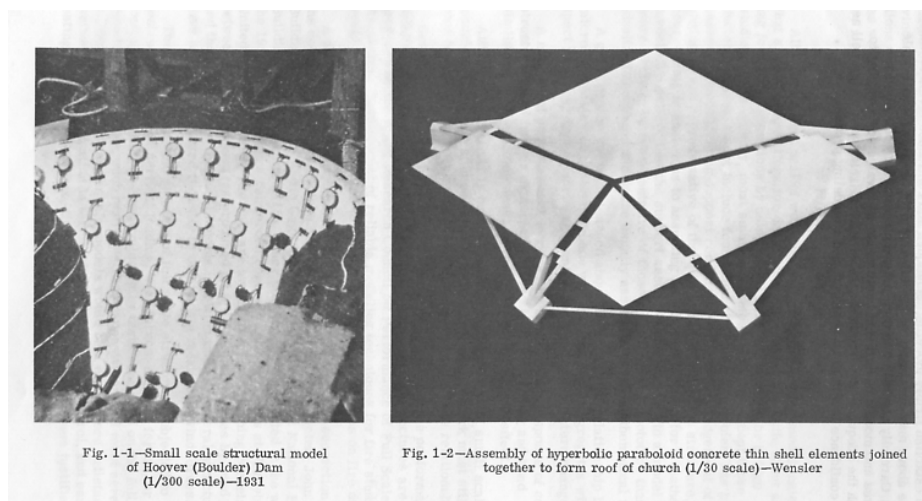 Fig. 1-1—Small scale structural model
of Hoover (Boulder) Dam
(1/300 scale)—1931
Fig. 1-2—Assembly of hyperbolic paraboloid concrete thin shell elements joined
together to form roof of church (1/30 scale)—Wensler